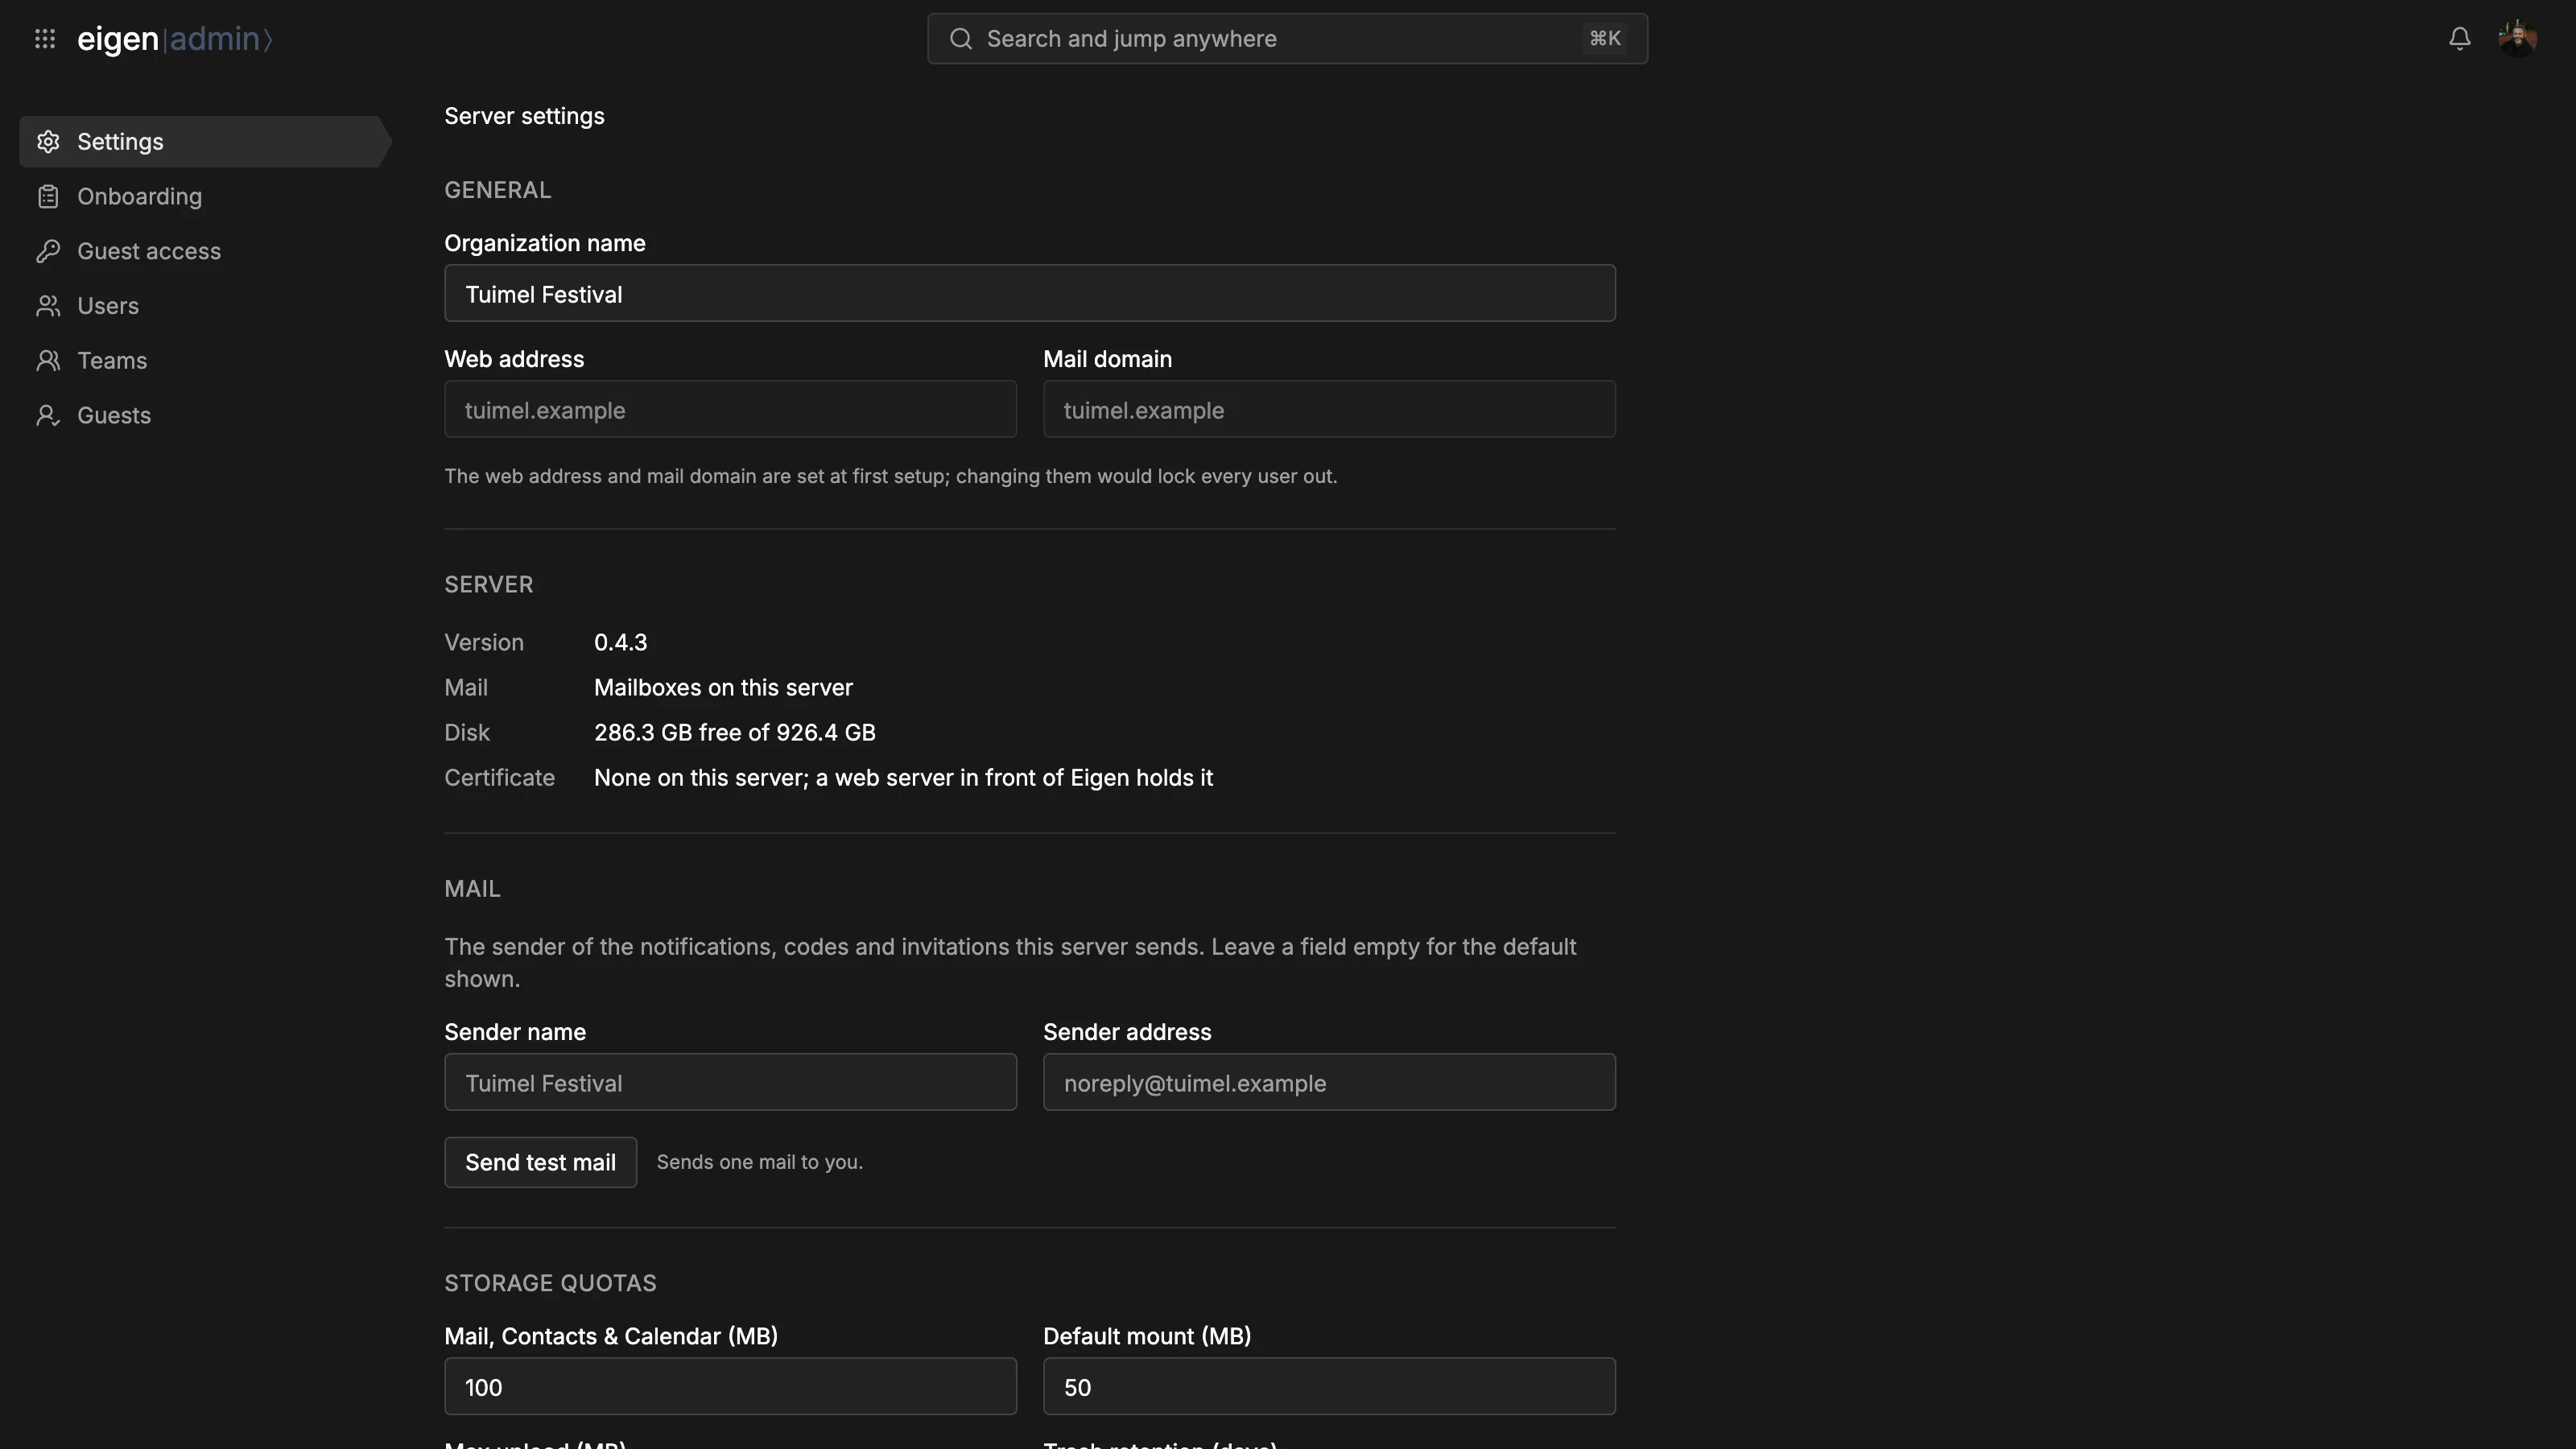 eigen|admin⟩
Search and jump anywhere
⌘K
Settings
Onboarding
Guest access
Users
Teams
Guests
Server settings
GENERAL
Organization name
Tuimel Festival
Web address
Mail domain
tuimel.example
tuimel.example
The web address and mail domain are set at first setup; changing them would lock every user out.
SERVER
Version 0.4.3
Mail Mailboxes on this server
Disk 286.3 GB free of 926.4 GB
Certificate None on this server; a web server in front of Eigen holds it
MAIL
The sender of the notifications, codes and invitations this server sends. Leave a field empty for the default
shown.
Sender name
Sender address
Tuimel Festival
noreply@tuimel.example
Send test mail
Sends one mail to you.
STORAGE QUOTAS
Mail, Contacts & Calendar (MB)
Default mount (MB)
100
50
Max upload (MB)
Trash retention (days)